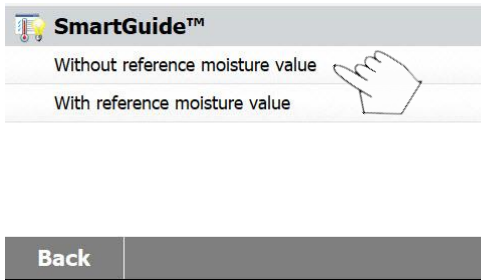 SmartGuide™
Without reference moisture value
With reference moisture value
Back